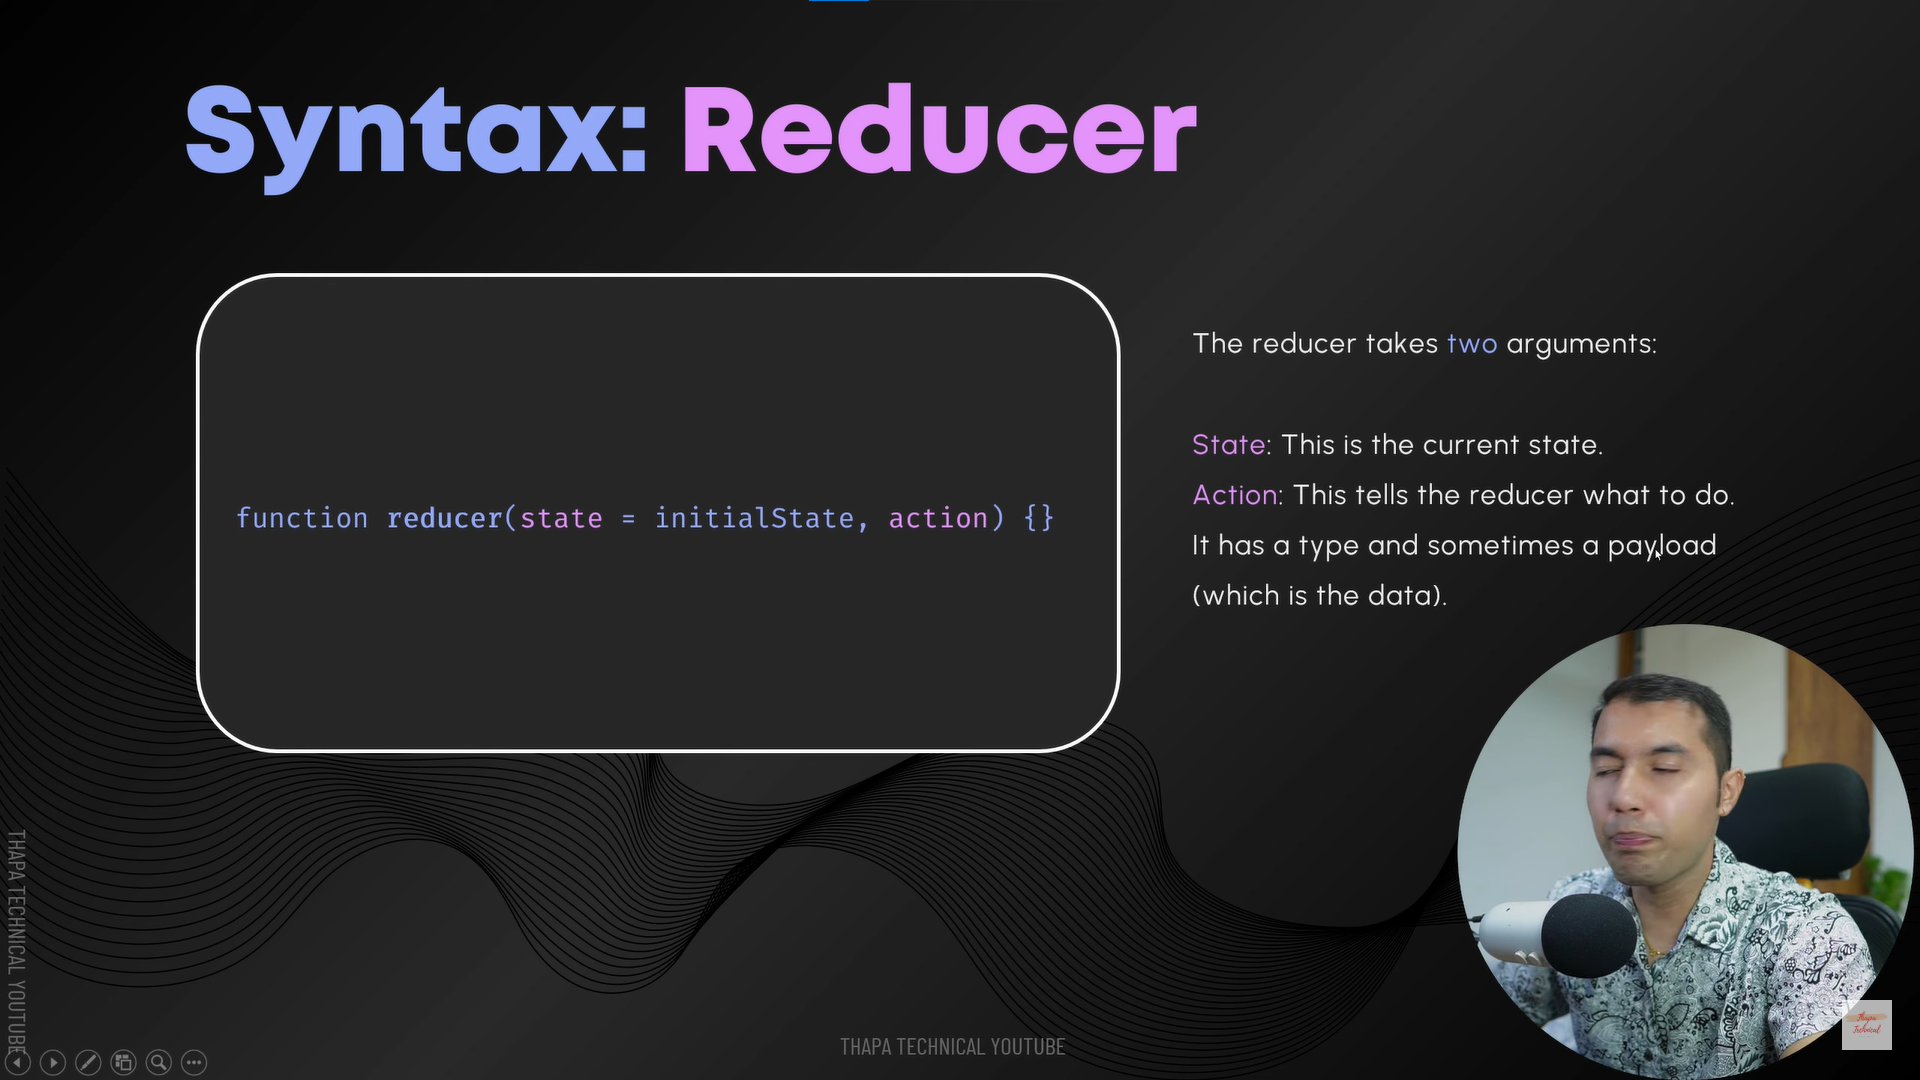 Syntax: Reducer
function reducer(state = initialState, action) {}
The reducer takes two arguments:
State: This is the current state.
Action: This tells the reducer what to do.
It has a type and sometimes a payload
(which is the data).
THAPA TECHNICAL YOUTUBE
THAPA TECHNICAL YOUTUBE
Thapa
Technical